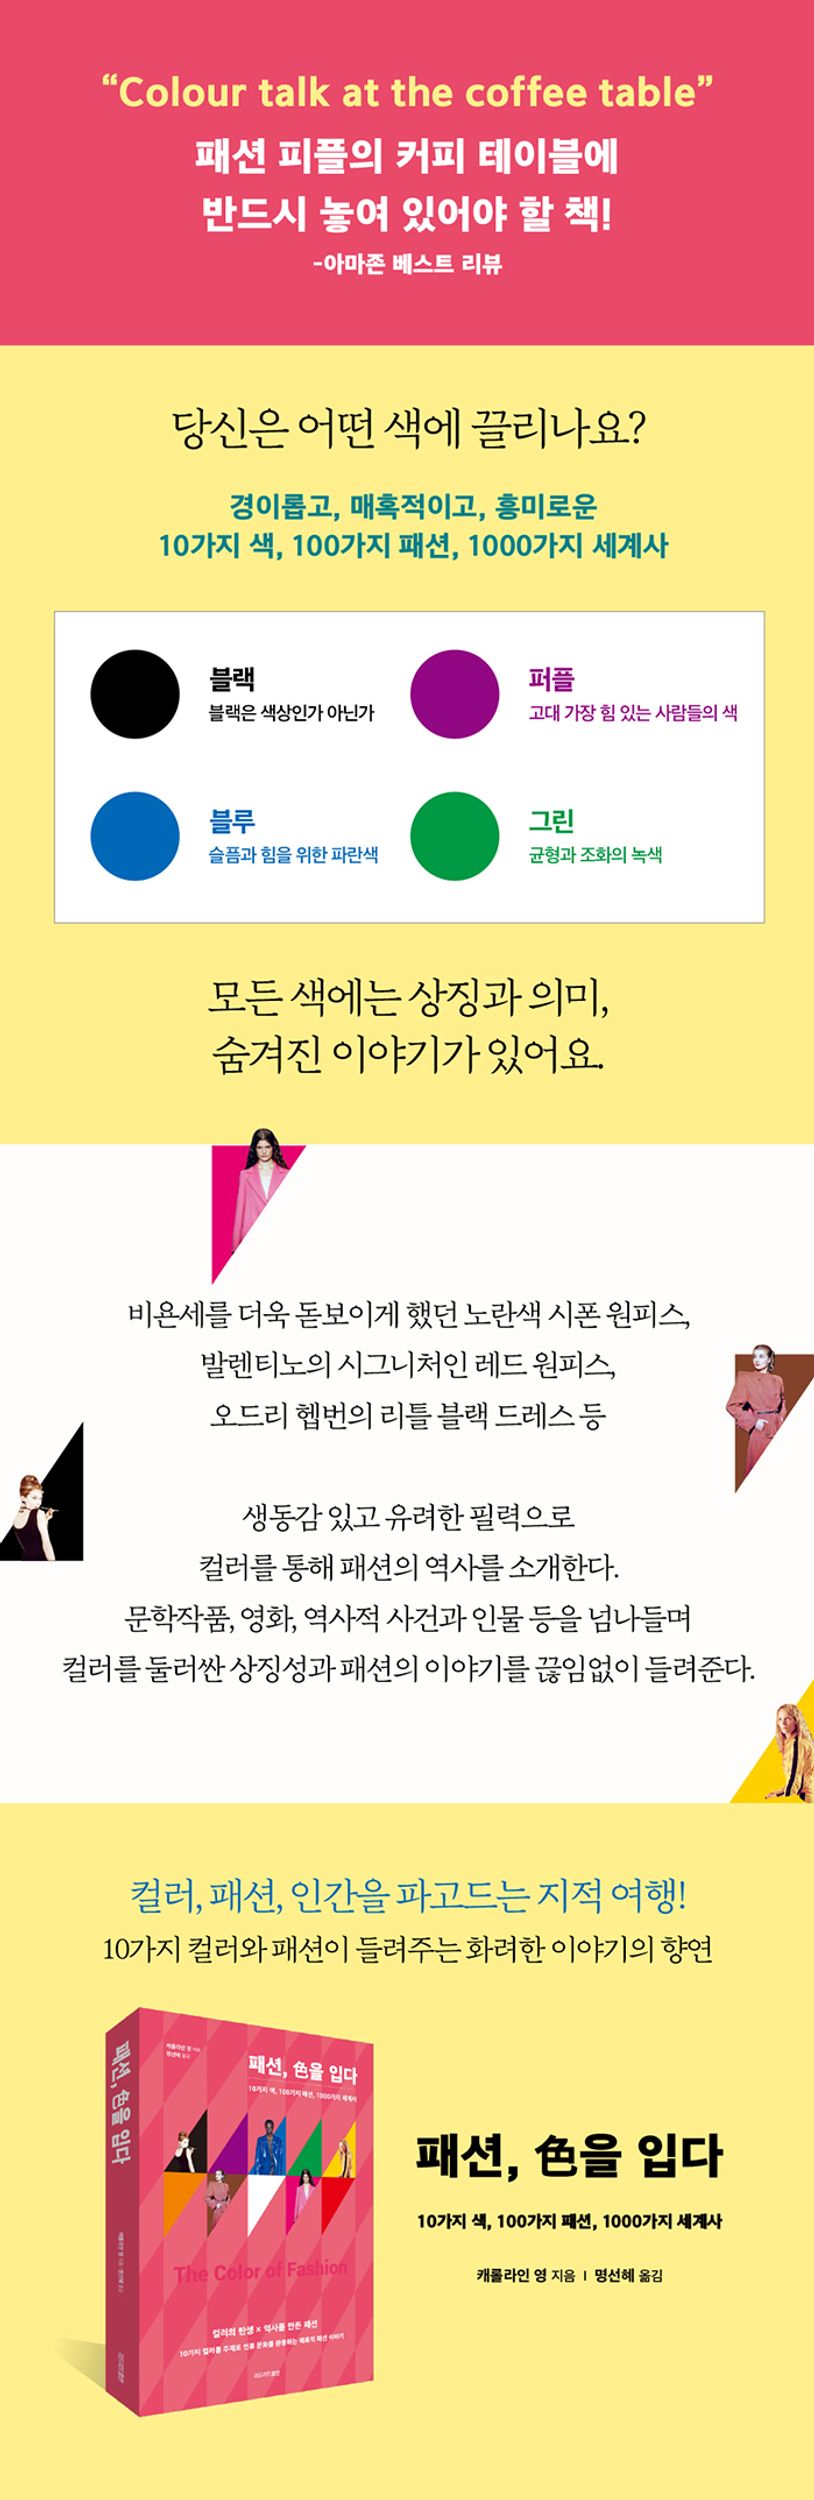 “Colour talk at the coffee table”
패션 피플의 커피 테이블에
반드시 놓여 있어야 할 책!
-아마존 베스트 리뷰
당신은 어떤 색에 끌리나요?
경이롭고, 매혹적이고, 흥미로운
10가지 색, 100가지 패션, 1000가지 세계사
블랙
블랙은 색상인가 아닌가
퍼플
고대 가장 힘 있는 사람들의 색
블루
슬픔과 힘을 위한 파란색
그린
균형과 조화의 녹색
모든 색에는 상징과 의미,
숨겨진 이야기가 있어요.
비욘세를 더욱 돋보이게 했던 노란색 시폰 원피스,
발렌티노의 시그니처인 레드 원피스,
오드리 헵번의 리틀 블랙 드레스 등
생동감 있고 유려한 필력으로
컬러를 통해 패션의 역사를 소개한다.
문학작품, 영화, 역사적 사건과 인물 등을 넘나들며
컬러를 둘러싼 상징성과 패션의 이야기를 끊임없이 들려준다.
컬러, 패션, 인간을 파고드는 지적 여행!
10가지 컬러와 패션이 들려주는 화려한 이야기의 향연
패션, 色을 입다
캐롤라인 영 지음
명선혜 옮김
패션, 色을 입다
10가지 색, 100가지 패션, 1000가지 세계사
The Color of Fashion
컬러의 탄생 × 역사를 만든 패션
10가지 컬러를 주제로 인류 문화를 관통하는 매혹적 패션 이야기
리드리드출판
패션, 色을 입다
10가지 색, 100가지 패션, 1000가지 세계사
캐롤라인 영 지음 | 명선혜 옮김